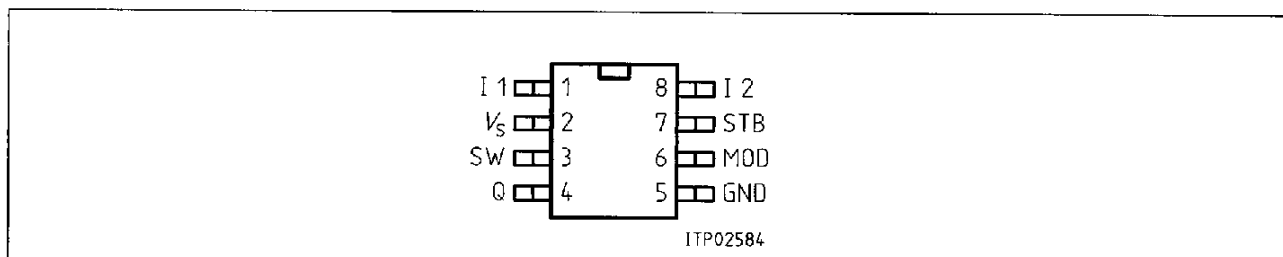 I 1 1 8 I 2
V_S 2 7 STB
SW 3 6 MOD
Q 4 5 GND
ITP02584